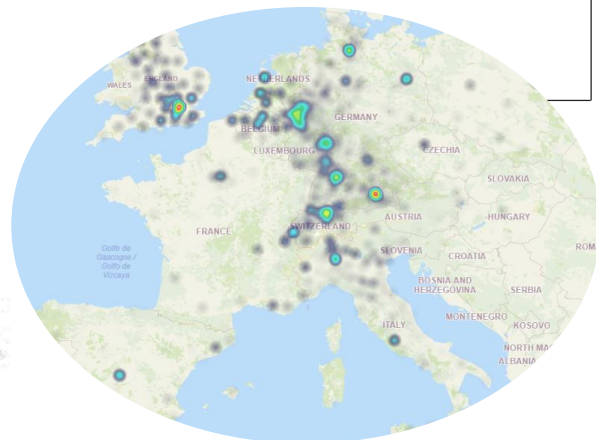 ENGLAND
WALES
NETHERLANDS
GERMANY
BELGIUM
LUXEMBOURG
CZECHIA
SLOVAKIA
AUSTRIA
HUNGARY
FRANCE
SWITZERLAND
ROM
Golfe de
Gascogne /
Golfo de
Vizcaya
SLOVENIA
CROATIA
BOSNIA AND
HERZEGOVINA
SERBIA
MONTENEGRO
ITALY
KOSOVO
NORTH MA
ALBANIA